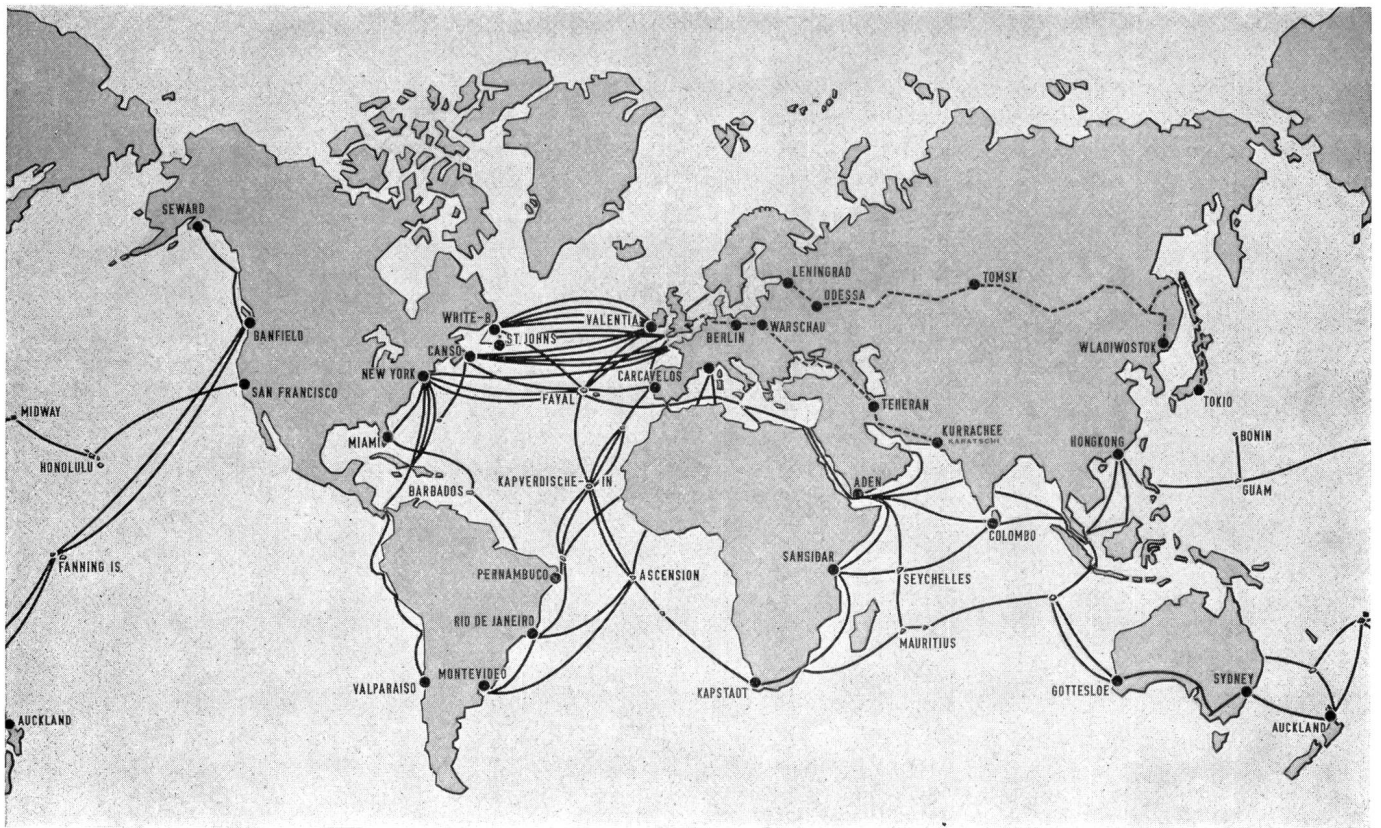 SEWARD
LENINGRAD
TOMSK
ODESSA
WRITE-B.
VALENTIA
BANFIELD
ST. JOHNS
BERLIN
WARSCHAU
CANSO
WLADIWOSTOK
NEW YORK
CARCAVELOS
SAN FRANCISCO
FAYAL
TEHERAN
TOKIO
MIDWAY
KURRACHEE
KARATSCHI
MIAMI
HONGKONG
BONIN
HONOLULU
BARBADOS
KAPVERDISCHE-IN.
ADEN
GUAM
COLOMBO
FANNING IS.
SANSIDAR
PERNAMBUCO
ASCENSION
SEYCHELLES
RIO DE JANEIRO
MAURITIUS
MONTEVIDEO
VALPARAISO
KAPSTADT
GOTTESLOE
SYDNEY
AUCKLAND
AUCKLAND